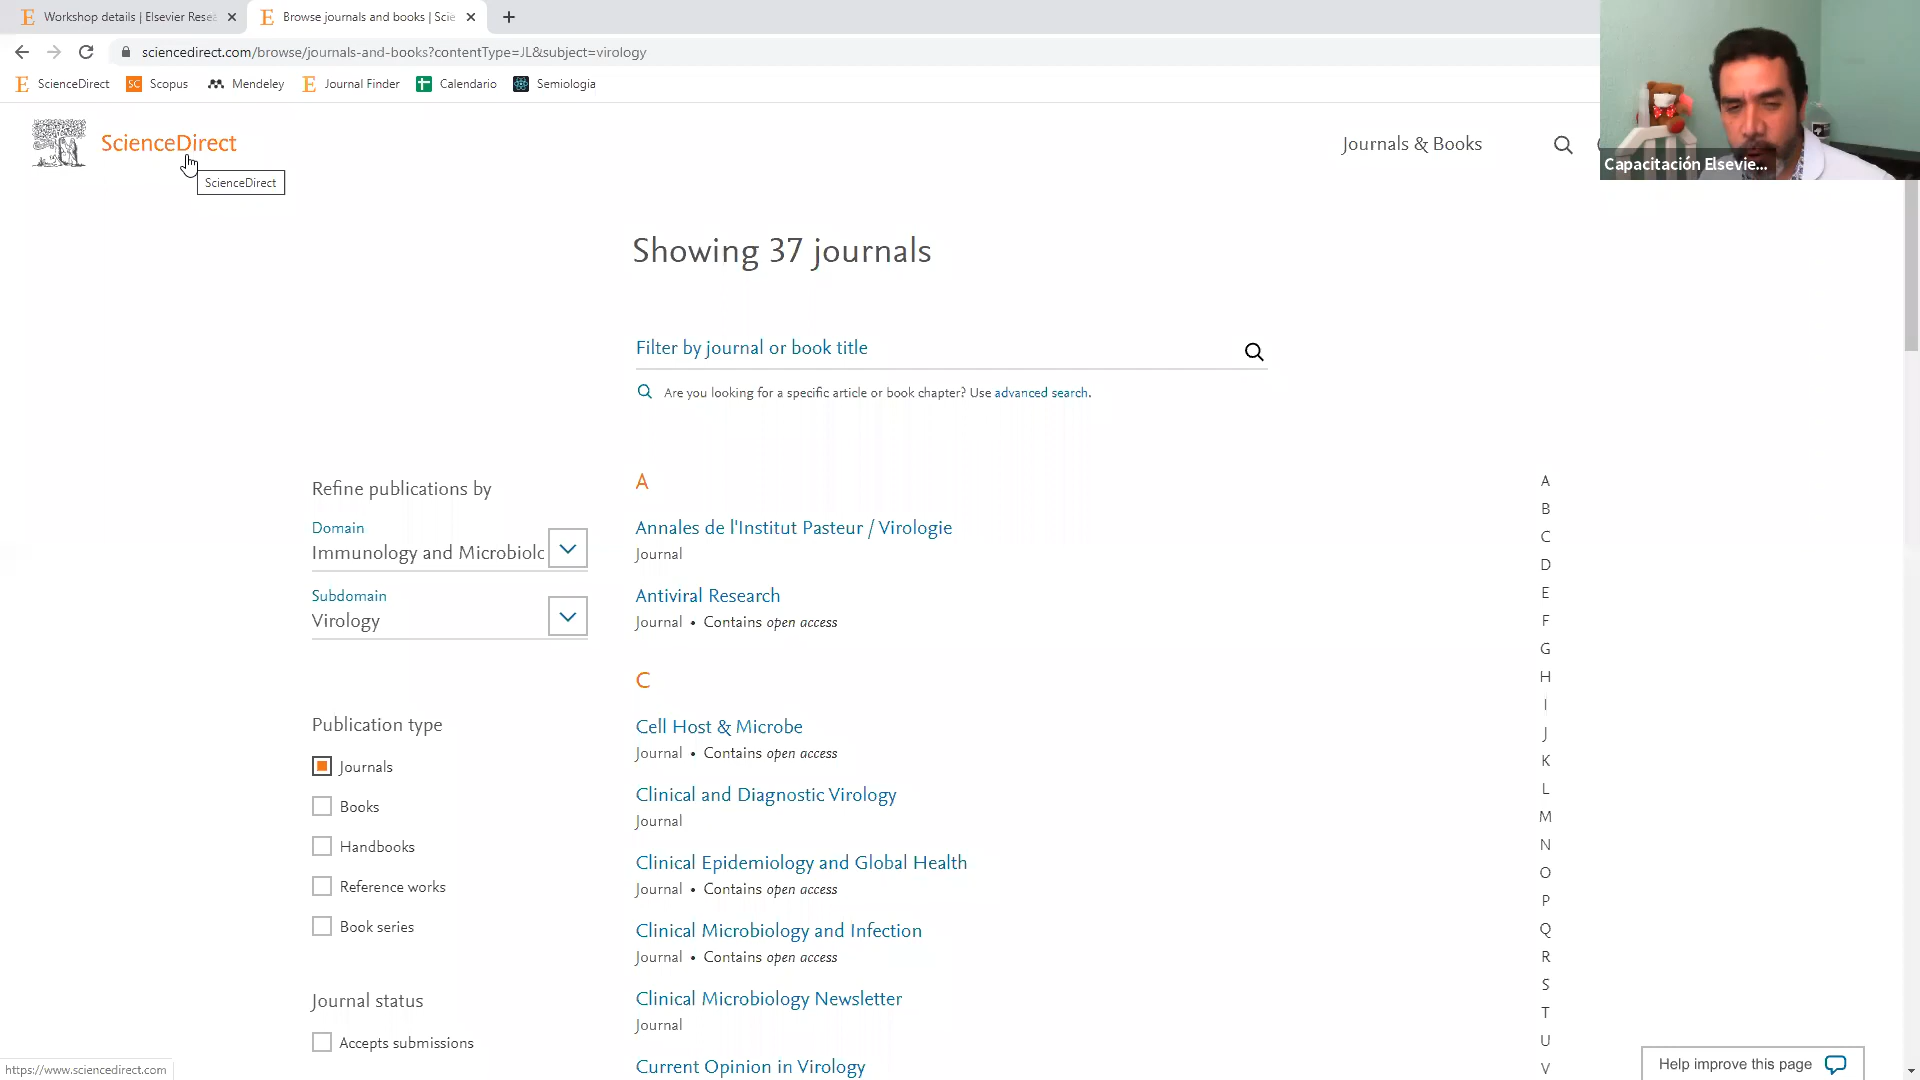 Workshop details | Elsevier Resea
Browse journals and books | Scie
sciencedirect.com/browse/journals-and-books?contentType=JL&subject=virology
ScienceDirect
Scopus
Mendeley
Journal Finder
Calendario
Semiologia
ScienceDirect
ScienceDirect
Journals & Books
Capacitación Elsevie...
Showing 37 journals
Filter by journal or book title
Are you looking for a specific article or book chapter? Use advanced search.
Refine publications by
Domain
Immunology and Microbiolo
Subdomain
Virology
Publication type
Journals
Books
Handbooks
Reference works
Book series
Journal status
Accepts submissions
A
Annales de l'Institut Pasteur / Virologie
Journal
Antiviral Research
Journal • Contains open access
C
Cell Host & Microbe
Journal • Contains open access
Clinical and Diagnostic Virology
Journal
Clinical Epidemiology and Global Health
Journal • Contains open access
Clinical Microbiology and Infection
Journal • Contains open access
Clinical Microbiology Newsletter
Journal
Current Opinion in Virology
A
B
C
D
E
F
G
H
I
J
K
L
M
N
O
P
Q
R
S
T
U
V
Help improve this page
https://www.sciencedirect.com